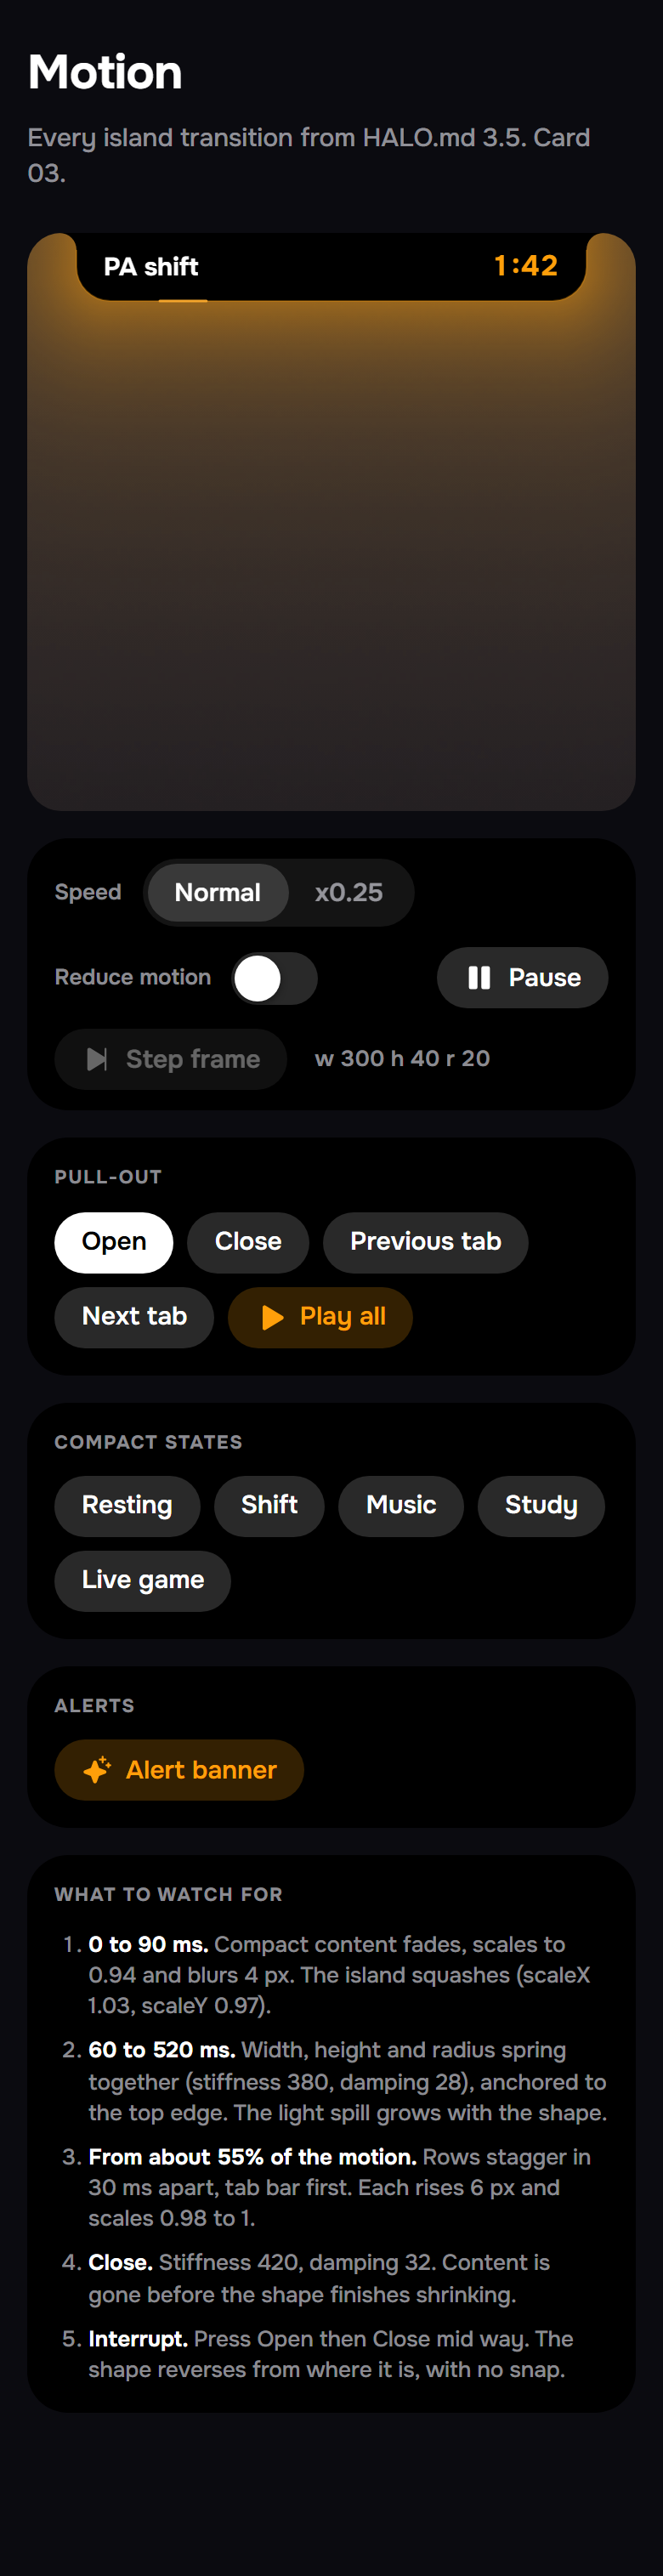 Motion
Every island transition from HALO.md 3.5. Card
03.
PA shift
1:42
Speed
Normal
x0.25
Reduce motion
Pause
Step frame
w 300 h 40 r 20
PULL-OUT
Open
Close
Previous tab
Next tab
Play all
COMPACT STATES
Resting
Shift
Music
Study
Live game
ALERTS
Alert banner
WHAT TO WATCH FOR
1. 0 to 90 ms. Compact content fades, scales to
0.94 and blurs 4 px. The island squashes (scaleX
1.03, scaleY 0.97).
2. 60 to 520 ms. Width, height and radius spring
together (stiffness 380, damping 28), anchored to
the top edge. The light spill grows with the shape.
3. From about 55% of the motion. Rows stagger in
30 ms apart, tab bar first. Each rises 6 px and
scales 0.98 to 1.
4. Close. Stiffness 420, damping 32. Content is
gone before the shape finishes shrinking.
5. Interrupt. Press Open then Close mid way. The
shape reverses from where it is, with no snap.